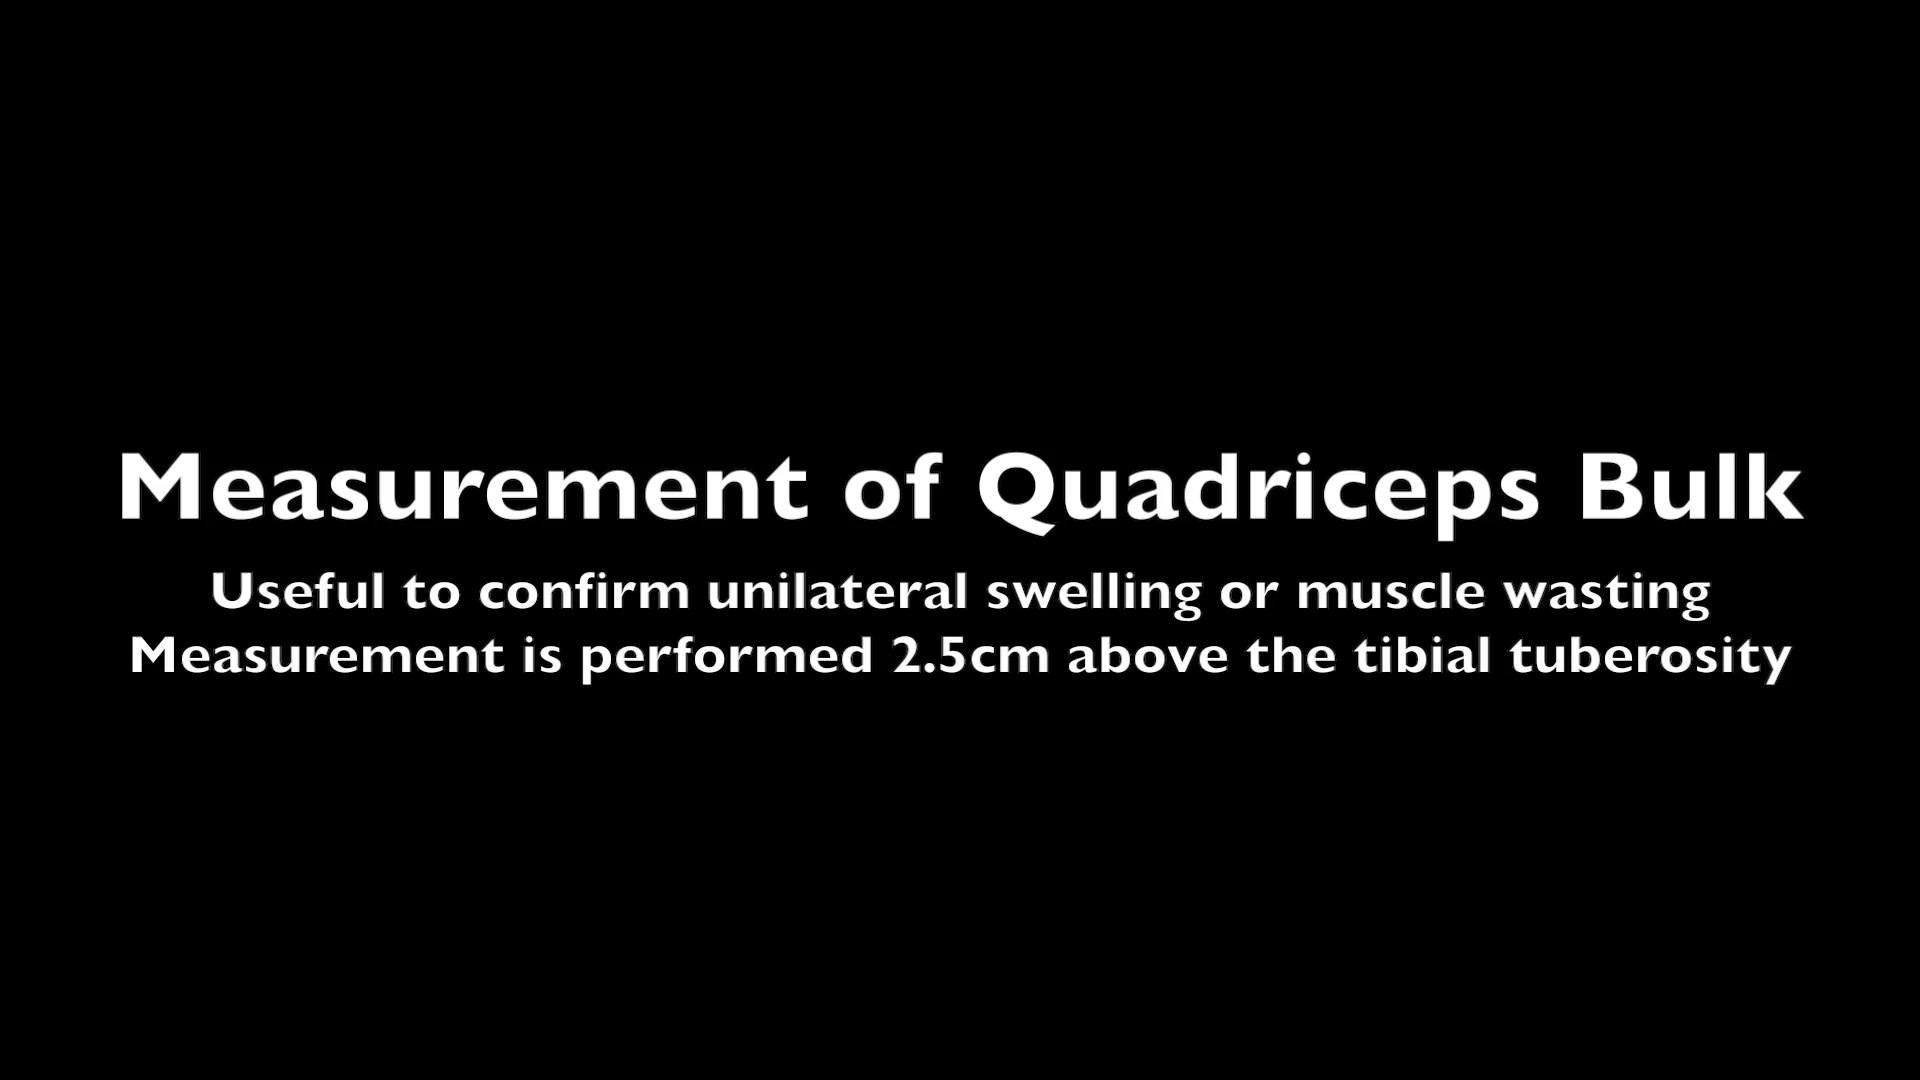 Measurement of Quadriceps Bulk
Useful to confirm unilateral swelling or muscle wasting
Measurement is performed 2.5cm above the tibial tuberosity